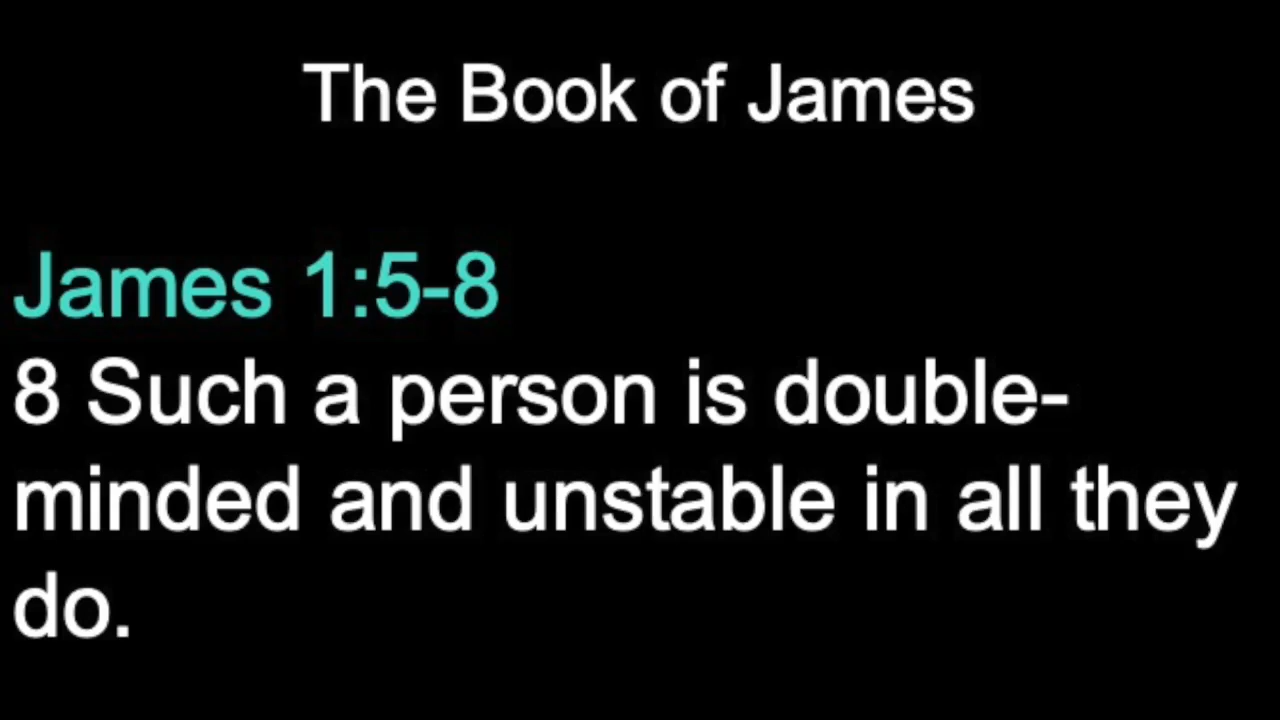 The Book of James
James 1:5-8
8 Such a person is double-
minded and unstable in all they
do.